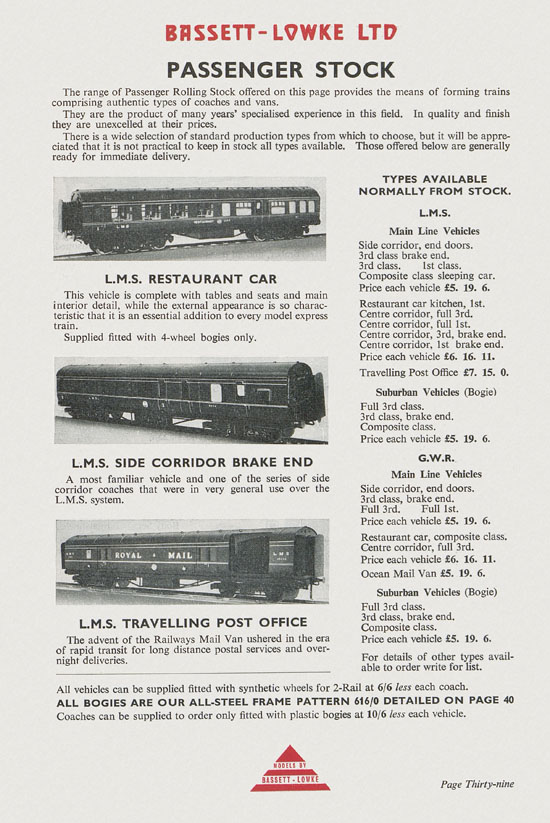 BASSETT-LOWKE LTD
PASSENGER STOCK
The range of Passenger Rolling Stock offered on this page provides the means of forming trains
comprising authentic types of coaches and vans.
They are the product of many years' specialised experience in this field. In quality and finish
they are unexcelled at their prices.
There is a wide selection of standard production types from which to choose, but it will be appre-
ciated that it is not practical to keep in stock all types available. Those offered below are generally
ready for immediate delivery.
L.M.S. RESTAURANT CAR
This vehicle is complete with tables and seats and main
interior detail, while the external appearance is so charac-
teristic that it is an essential addition to every model express
train.
Supplied fitted with 4-wheel bogies only.
L.M.S. SIDE CORRIDOR BRAKE END
A most familiar vehicle and one of the series of side
corridor coaches that were in very general use over the
L.M.S. system.
ROYAL MAIL
LMS
L.M.S. TRAVELLING POST OFFICE
The advent of the Railways Mail Van ushered in the era
of rapid transit for long distance postal services and over-
night deliveries.
TYPES AVAILABLE
NORMALLY FROM STOCK.
L.M.S.
Main Line Vehicles
Side corridor, end doors.
3rd class brake end.
3rd class. 1st class.
Composite class sleeping car.
Price each vehicle £5. 19. 6.
Restaurant car kitchen, 1st.
Centre corridor, full 3rd.
Centre corridor, full 1st.
Centre corridor, 3rd, brake end.
Centre corridor, 1st brake end.
Price each vehicle £6. 16. 11.
Travelling Post Office £7. 15. 0.
Suburban Vehicles (Bogie)
Full 3rd class.
3rd class, brake end.
Composite class.
Price each vehicle £5. 19. 6.
G.W.R.
Main Line Vehicles
Side corridor, end doors.
3rd class, brake end.
Full 3rd. Full 1st.
Price each vehicle £5. 19. 6.
Restaurant car, composite class.
Centre corridor, full 3rd.
Price each vehicle £6. 16. 11.
Ocean Mail Van £5. 19. 6.
Suburban Vehicles (Bogie)
Full 3rd class.
3rd class, brake end.
Composite class.
Price each vehicle £5. 19. 6.
For details of other types avail-
able to order write for list.
All vehicles can be supplied fitted with synthetic wheels for 2-Rail at 6/6 less each coach.
ALL BOGIES ARE OUR ALL-STEEL FRAME PATTERN 616/0 DETAILED ON PAGE 40
Coaches can be supplied to order only fitted with plastic bogies at 10/6 less each vehicle.
MODELS BY
BASSETT-LOWKE
Page Thirty-nine